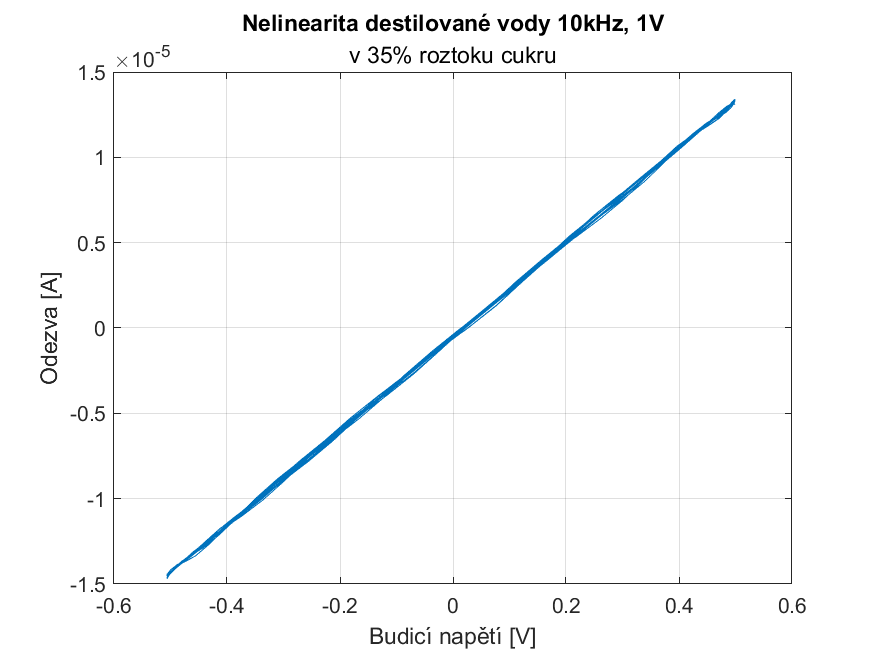 Nelinearita destilované vody 10kHz, 1V
v 35% roztoku cukru
×10-5
1.5
1
0.5
0
-0.5
-1
-1.5
Odezva [A]
-0.6 -0.4 -0.2 0 0.2 0.4 0.6
Budicí napětí [V]